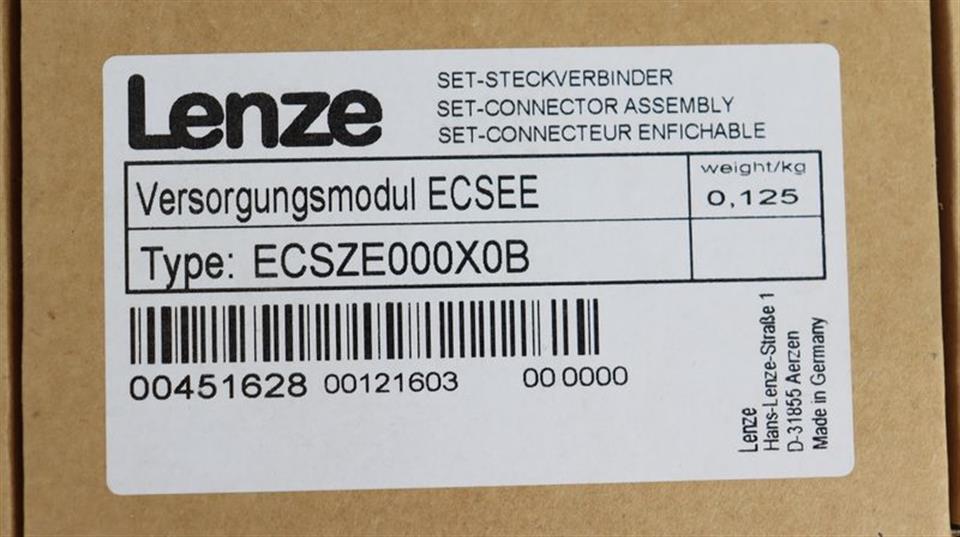 Lenze
SET-STECKVERBINDER
SET-CONNECTOR ASSEMBLY
SET-CONNECTEUR ENFICHABLE
Versorgungsmodul ECSEE
weight/kg
0,125
Type: ECSZE000X0B
00451628 00121603 00 0000
Lenze
Hans-Lenze-Straße 1
D-31855 Aerzen
Made in Germany